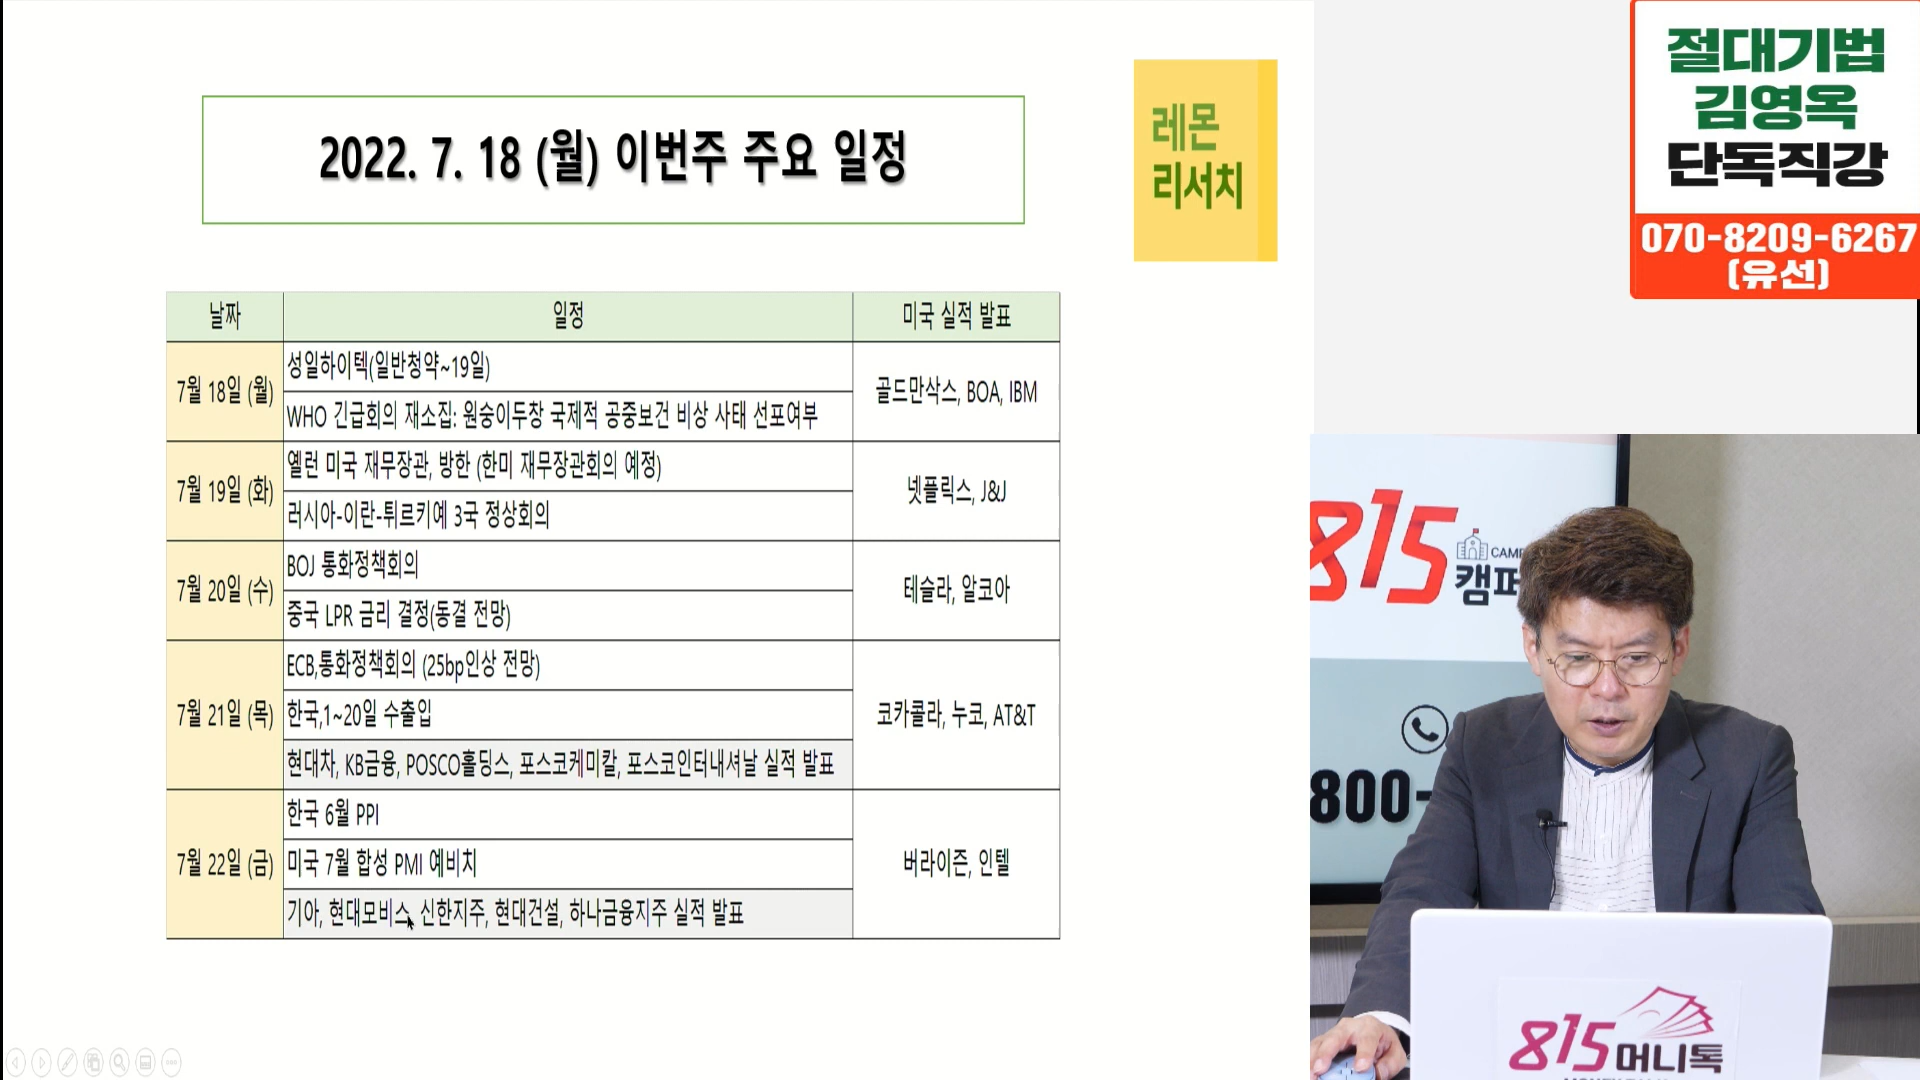 2022. 7. 18 (월) 이번주 주요 일정
레몬
리서치
절대기법
김영옥
단독직강
070-8209-6267
(유선)
날짜
일정
미국 실적 발표
7월 18일 (월)
성일하이텍(일반청약~19일)
WHO 긴급회의 재소집: 원숭이두창 국제적 공중보건 비상 사태 선포여부
골드만삭스, BOA, IBM
7월 19일 (화)
옐런 미국 재무장관, 방한 (한미 재무장관회의 예정)
러시아-이란-튀르키예 3국 정상회의
넷플릭스, J&J
7월 20일 (수)
BOJ 통화정책회의
중국 LPR 금리 결정(동결 전망)
테슬라, 알코아
7월 21일 (목)
ECB,통화정책회의 (25bp인상 전망)
한국,1~20일 수출입
현대차, KB금융, POSCO홀딩스, 포스코케미칼, 포스코인터내셔날 실적 발표
코카콜라, 누코, AT&T
7월 22일 (금)
한국 6월 PPI
미국 7월 합성 PMI 예비치
기아, 현대모비스, 신한지주, 현대건설, 하나금융지주 실적 발표
버라이즌, 인텔
815
800-
815머니톡